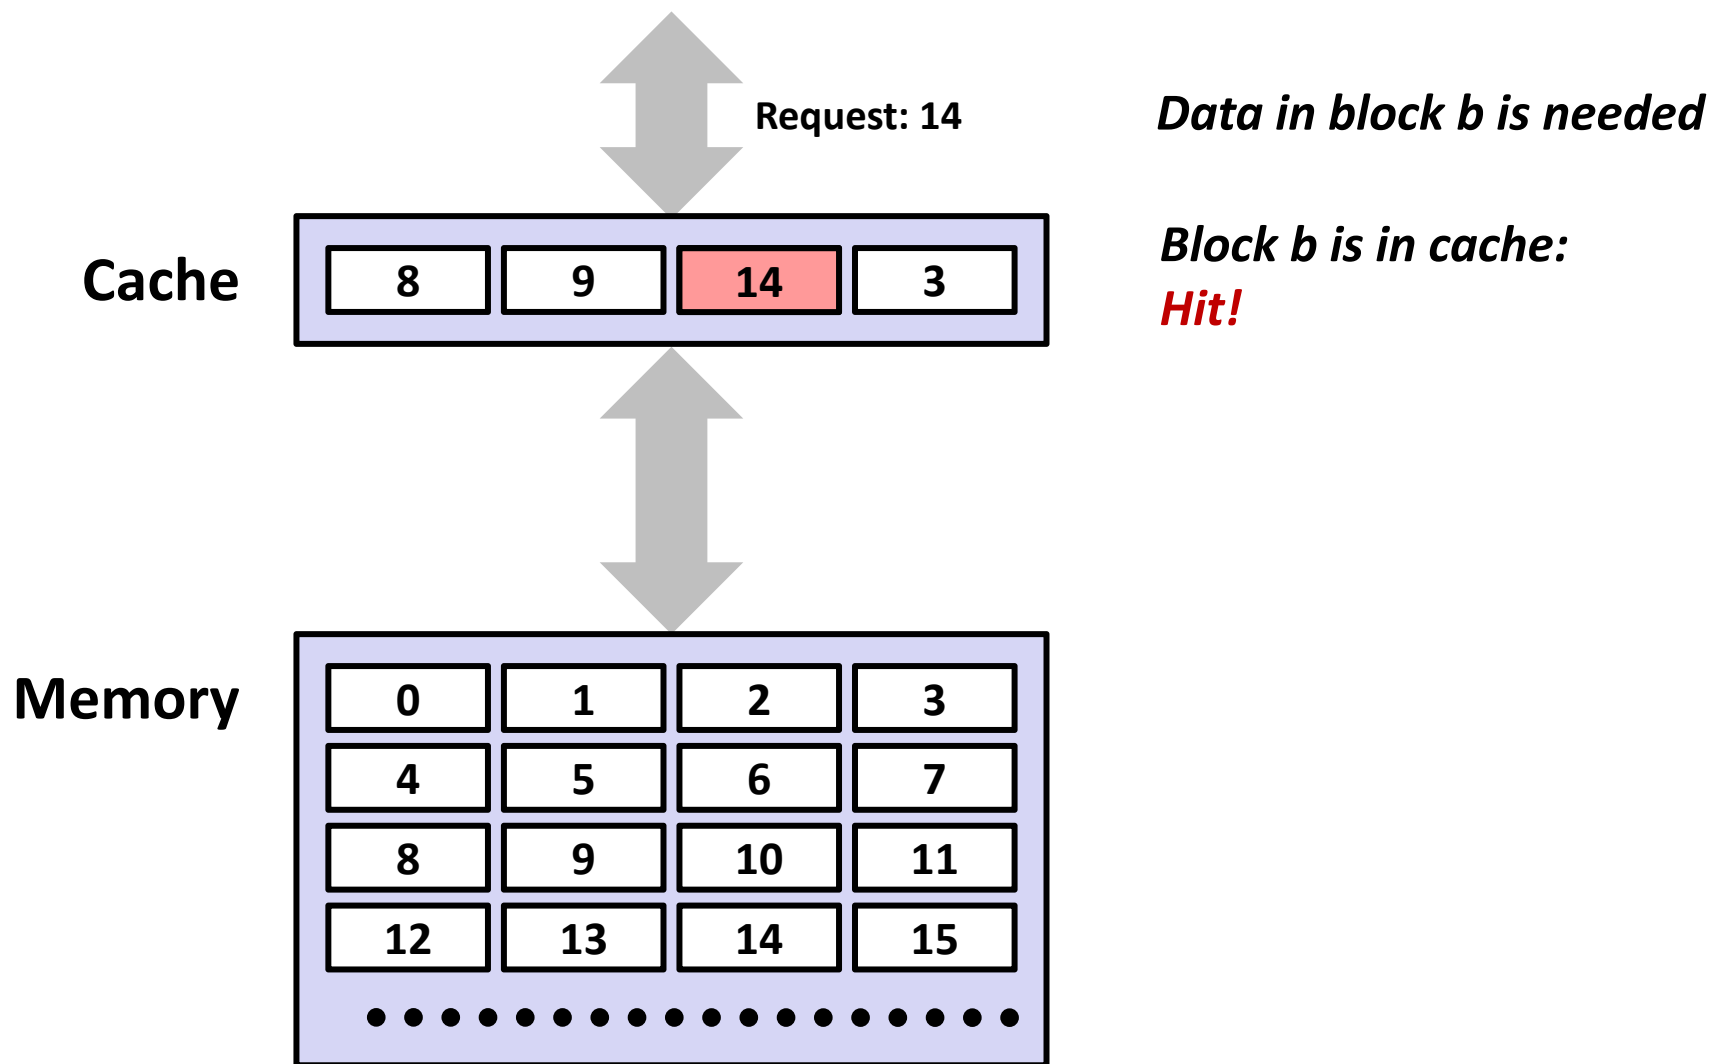 Request: 14
Data in block b is needed
Cache
8 9 14 3
Block b is in cache:
Hit!
Memory
0 1 2 3
4 5 6 7
8 9 10 11
12 13 14 15